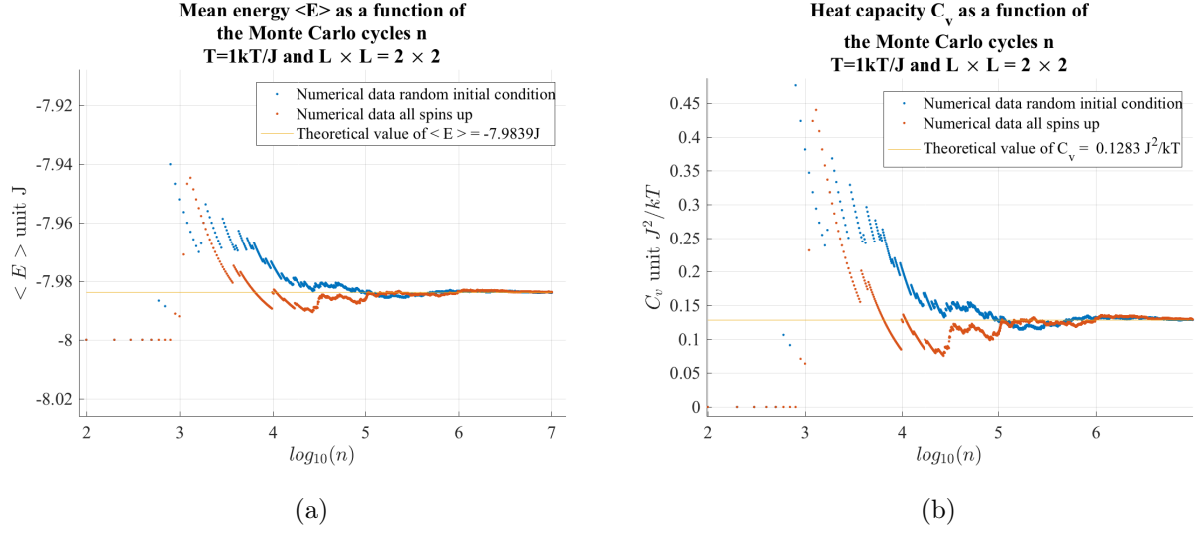 Mean energy <E> as a function of
the Monte Carlo cycles n
T=1kT/J and L × L = 2 × 2
Numerical data random initial condition
Numerical data all spins up
Theoretical value of < E > = -7.9839J
-7.92
-7.94
-7.96
-7.98
-8
-8.02
< E > unit J
2
3
4
5
6
7
log10(n)
(a)
Heat capacity Cv as a function of
the Monte Carlo cycles n
T=1kT/J and L × L = 2 × 2
Numerical data random initial condition
Numerical data all spins up
Theoretical value of Cv = 0.1283 J²/kT
0.45
0.4
0.35
0.3
0.25
0.2
0.15
0.1
0.05
0
Cv unit J²/kT
2
3
4
5
6
log10(n)
(b)